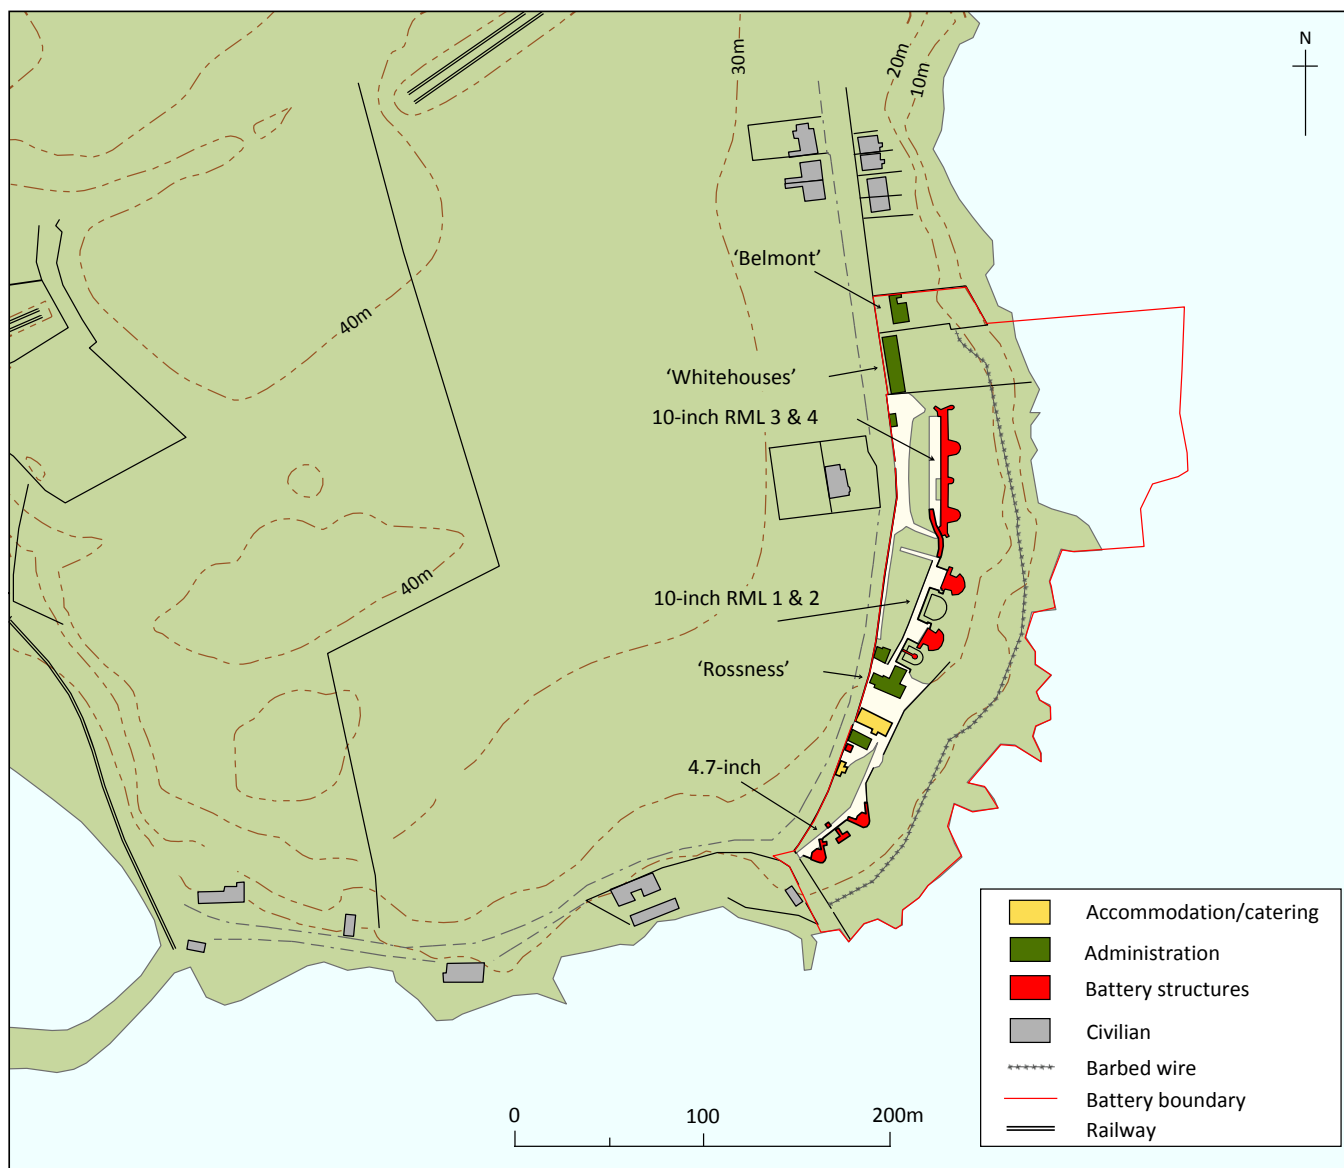 N
30m
20m
10m
‘Belmont’
40m
‘Whitehouses’
10-inch RML 3 & 4
40m
10-inch RML 1 & 2
‘Rossness’
4.7-inch
0 100 200m
Accommodation/catering
Administration
Battery structures
Civilian
Barbed wire
Battery boundary
Railway